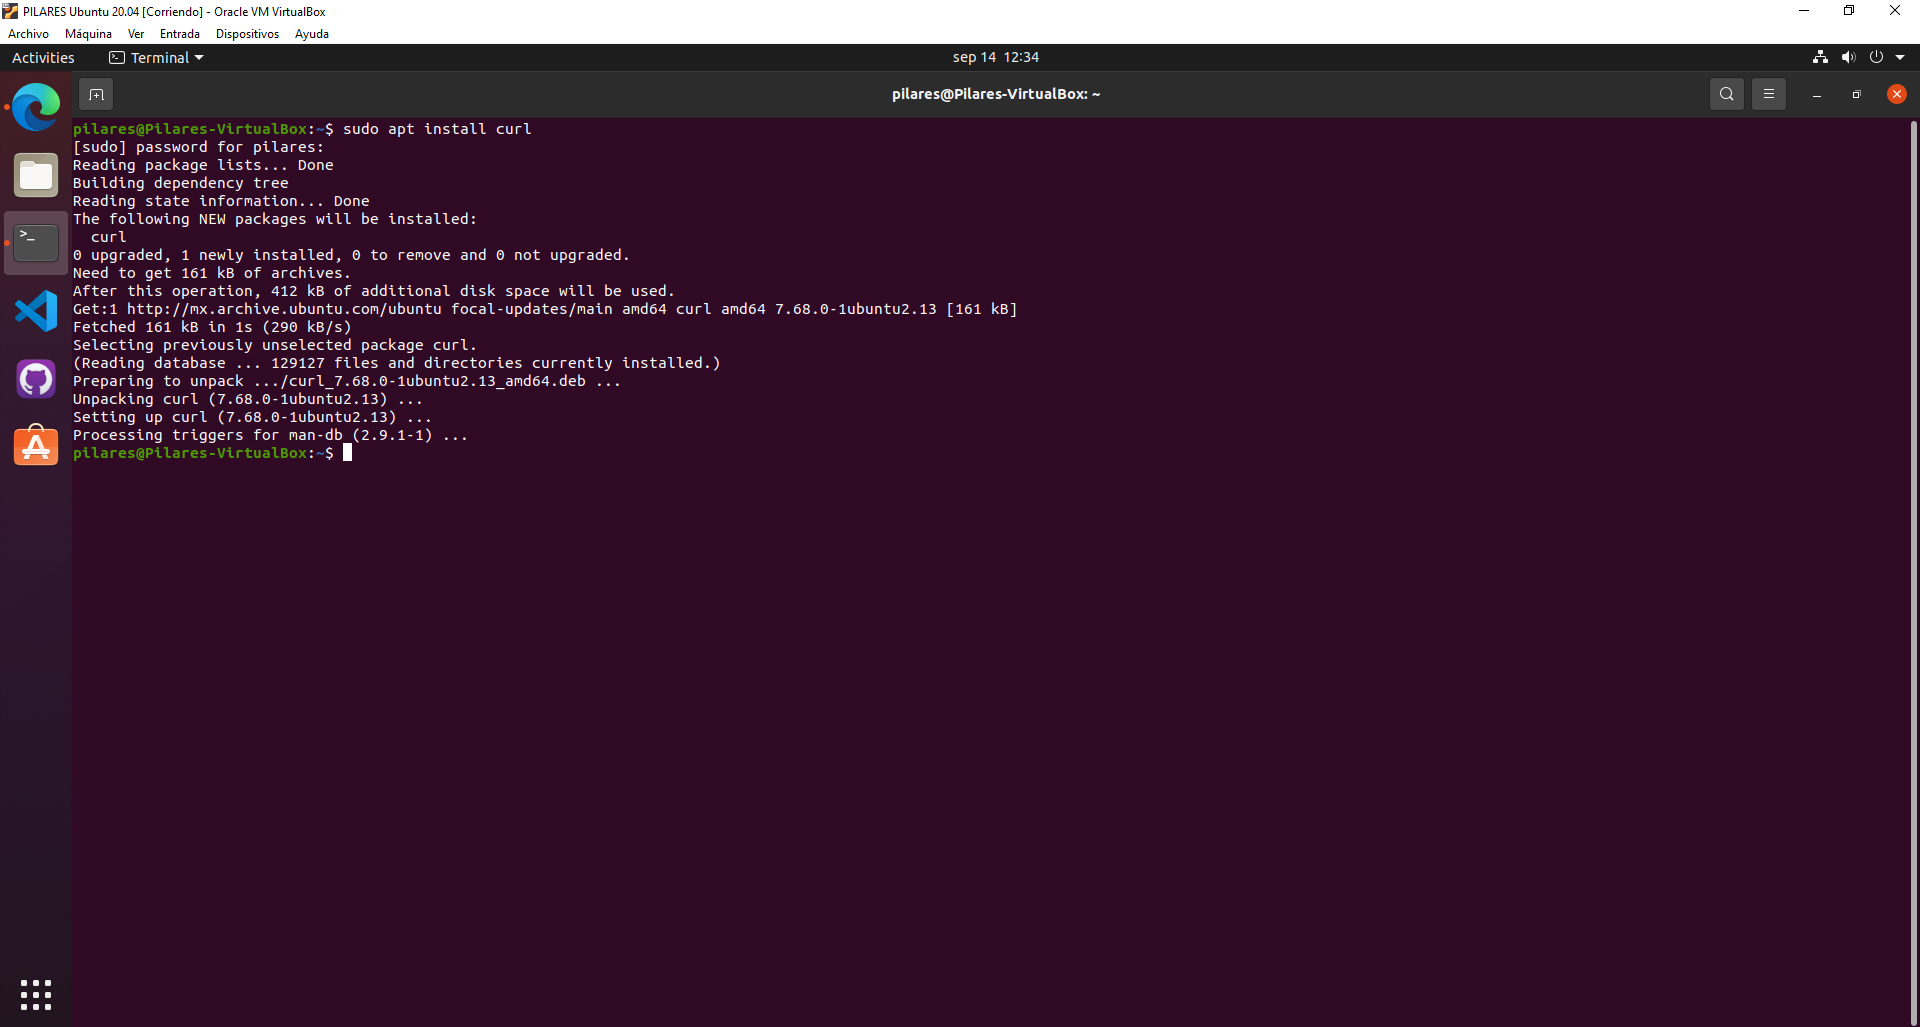 PILARES Ubuntu 20.04 [Corriendo] - Oracle VM VirtualBox
Archivo Máquina Ver Entrada Dispositivos Ayuda
Activities Terminal sep 14 12:34
pilares@Pilares-VirtualBox: ~
pilares@Pilares-VirtualBox:~$ sudo apt install curl
[sudo] password for pilares:
Reading package lists... Done
Building dependency tree
Reading state information... Done
The following NEW packages will be installed:
  curl
0 upgraded, 1 newly installed, 0 to remove and 0 not upgraded.
Need to get 161 kB of archives.
After this operation, 412 kB of additional disk space will be used.
Get:1 http://mx.archive.ubuntu.com/ubuntu focal-updates/main amd64 curl amd64 7.68.0-1ubuntu2.13 [161 kB]
Fetched 161 kB in 1s (290 kB/s)
Selecting previously unselected package curl.
(Reading database ... 129127 files and directories currently installed.)
Preparing to unpack .../curl_7.68.0-1ubuntu2.13_amd64.deb ...
Unpacking curl (7.68.0-1ubuntu2.13) ...
Setting up curl (7.68.0-1ubuntu2.13) ...
Processing triggers for man-db (2.9.1-1) ...
pilares@Pilares-VirtualBox:~$